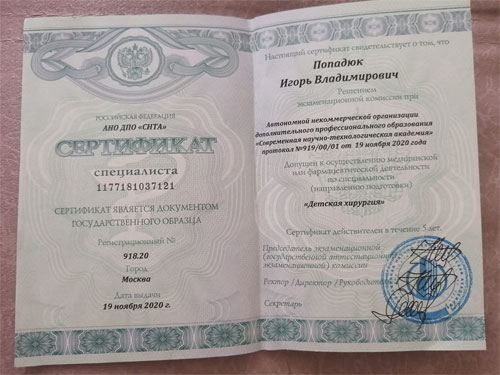 РОССИЙСКАЯ ФЕДЕРАЦИЯ
АНО ДПО «СНТА»
СЕРТИФИКАТ
специалиста
1177181037121
СЕРТИФИКАТ ЯВЛЯЕТСЯ ДОКУМЕНТОМ
ГОСУДАРСТВЕННОГО ОБРАЗЦА
Регистрационный №
918.20
Город
Москва
Дата выдачи
19 ноября 2020 г.
Настоящий сертификат свидетельствует о том, что
Попадюк
Игорь Владимирович
Решением
экзаменационной комиссии при
Автономной некоммерческой организации
дополнительного профессионального образования
«Современная научно-технологическая академия»
протокол №919/00/01 от 19 ноября 2020 года
Допущен к осуществлению медицинской
или фармацевтической деятельности
по специальности
(направлению подготовки)
«Детская хирургия»
Сертификат действителен в течение 5 лет.
Председатель экзаменационной
(государственной аттестационной
экзаменационной) комиссии
Ректор / Директор / Руководитель
Секретарь